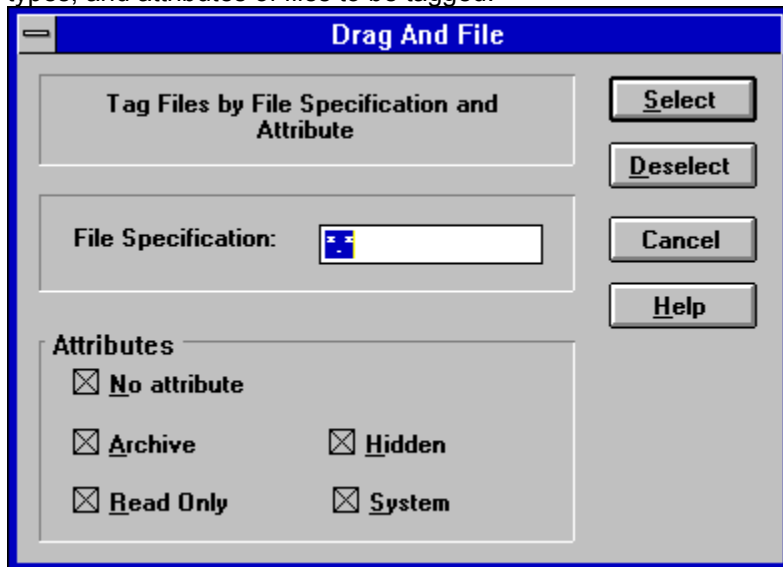 types, and attributes of files to be tagged.
Drag And File
Tag Files by File Specification and
Attribute
Select
Deselect
File Specification: *.*
Cancel
Help
Attributes
No attribute
Archive Hidden
Read Only System